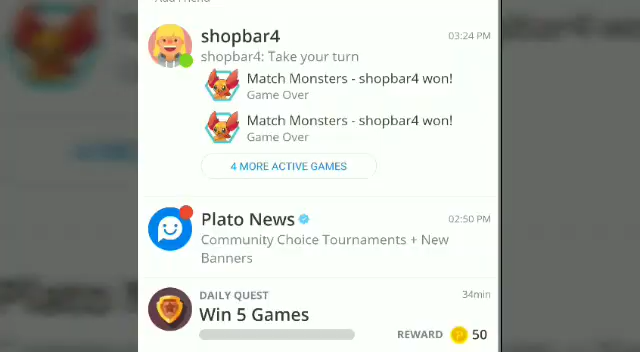 shopbar4
03:24 PM
shopbar4: Take your turn
Match Monsters - shopbar4 won!
Game Over
Match Monsters - shopbar4 won!
Game Over
4 MORE ACTIVE GAMES
Plato News
02:50 PM
Community Choice Tournaments + New
Banners
DAILY QUEST
34min
Win 5 Games
REWARD 50